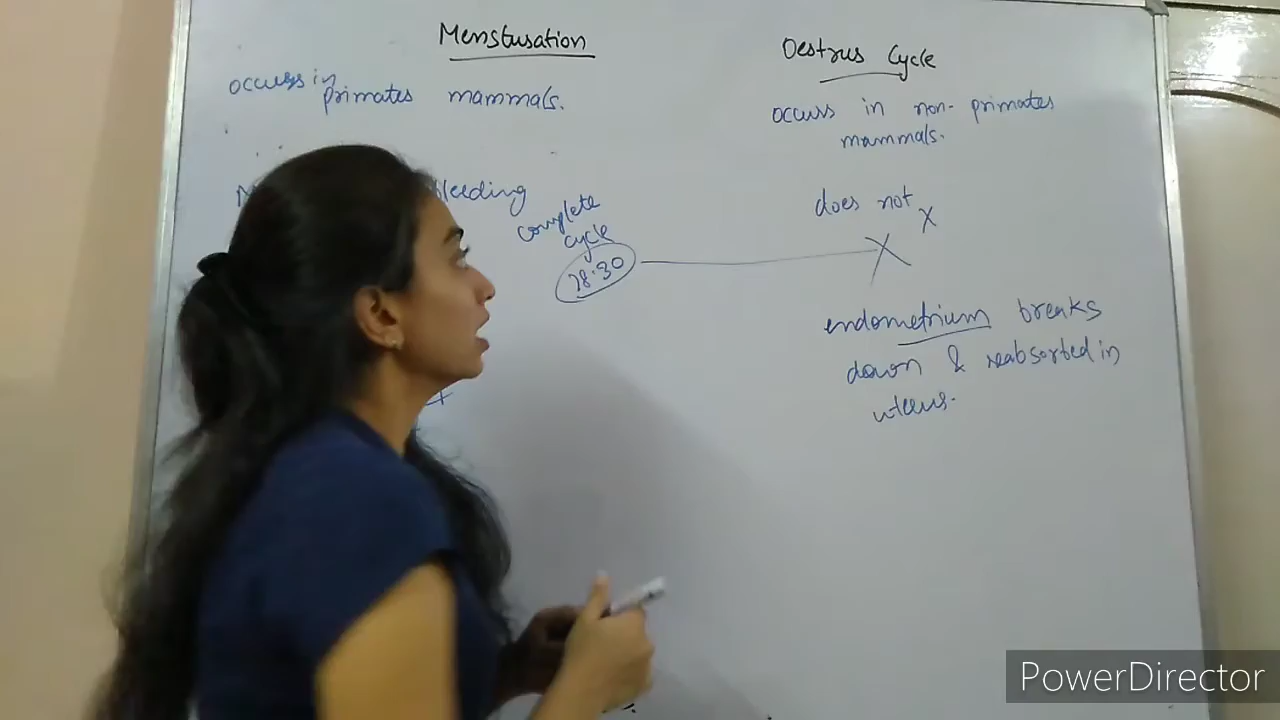 Menstusation
occurs in
primates mammals.
bleeding
complete
cycle
28-30
Oestrus Cycle
occurs in non-primates
mammals.
does not X
X
endometrium breaks
down & reabsorbed in
uterus.
PowerDirector